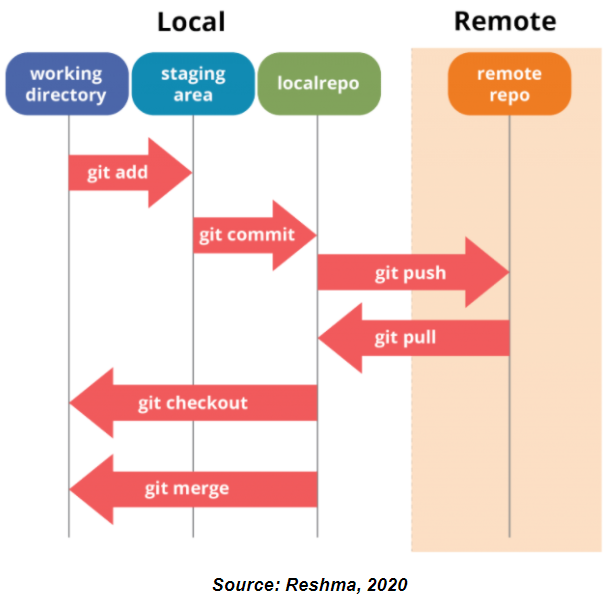 Local
Remote
working
directory
staging
area
localrepo
remote
repo
git add
git commit
git push
git pull
git checkout
git merge
Source: Reshma, 2020